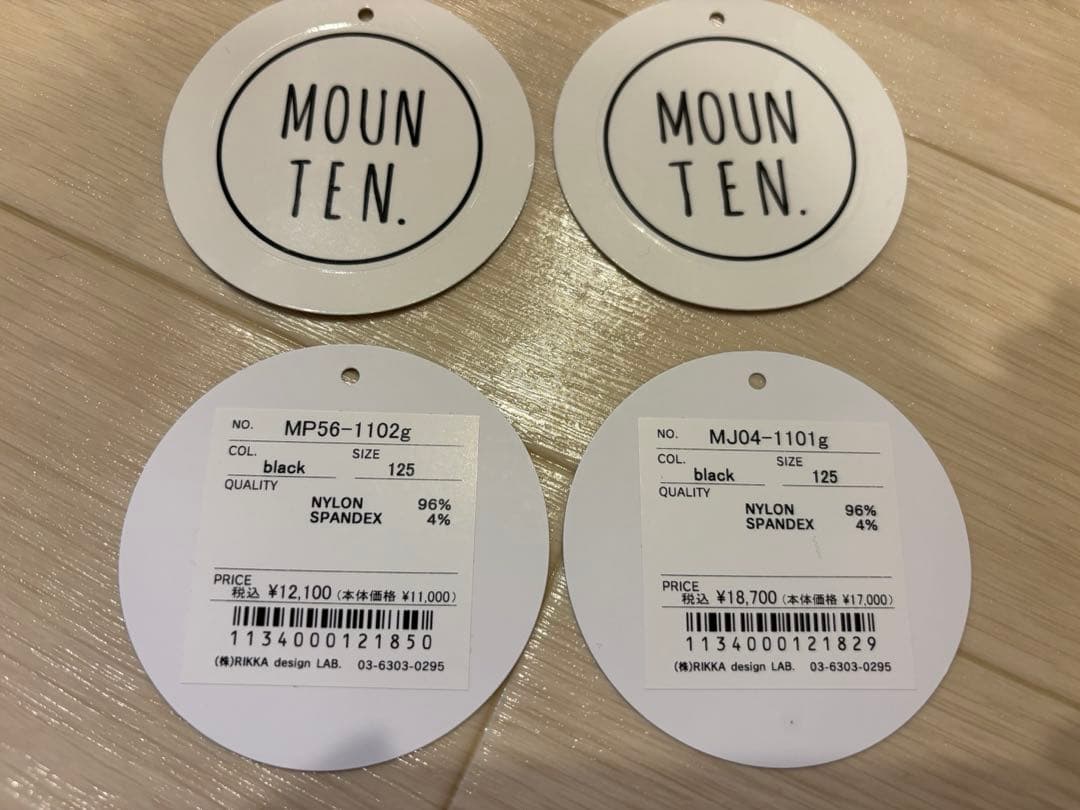 MOUN
TEN.
MOUN
TEN.
NO. MP56-1102g
COL. black SIZE 125
QUALITY
NYLON 96%
SPANDEX 4%
PRICE
税込 ¥12,100 (本体価格 ¥11,000)
1134000121850
(株)RIKKA design LAB. 03-6303-0295
NO. MJ04-1101g
COL. black SIZE 125
QUALITY
NYLON 96%
SPANDEX 4%
PRICE
税込 ¥18,700 (本体価格 ¥17,000)
1134000121829
(株)RIKKA design LAB. 03-6303-0295